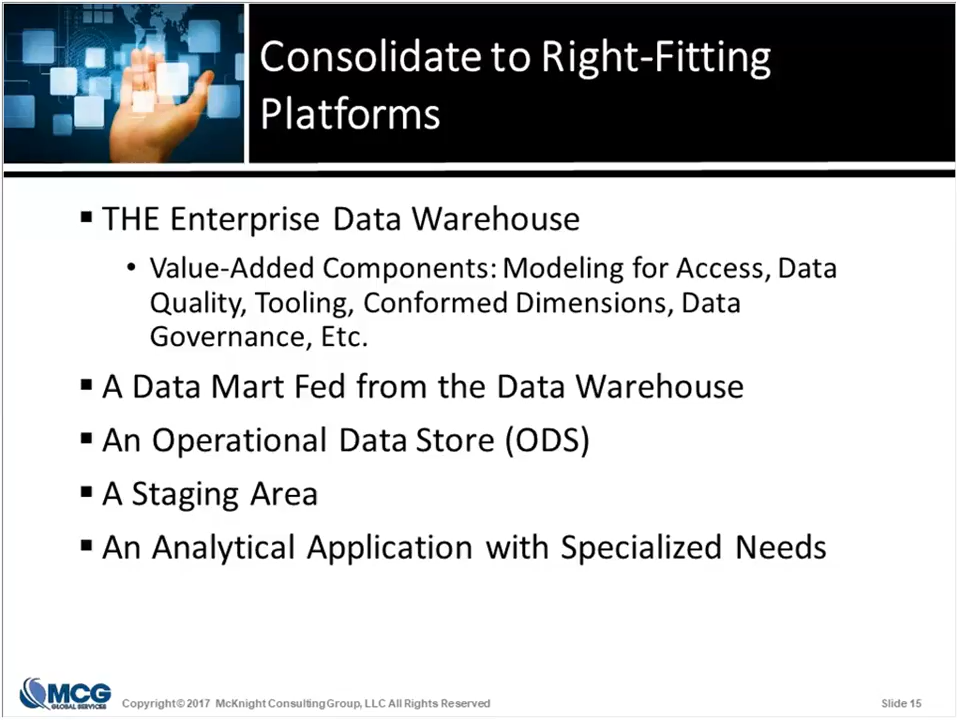 Consolidate to Right-Fitting
Platforms
▪ THE Enterprise Data Warehouse
• Value-Added Components: Modeling for Access, Data
Quality, Tooling, Conformed Dimensions, Data
Governance, Etc.
▪ A Data Mart Fed from the Data Warehouse
▪ An Operational Data Store (ODS)
▪ A Staging Area
▪ An Analytical Application with Specialized Needs
MCG
GLOBAL SERVICES
Copyright© 2017 McKnight Consulting Group, LLC All Rights Reserved
Slide 15